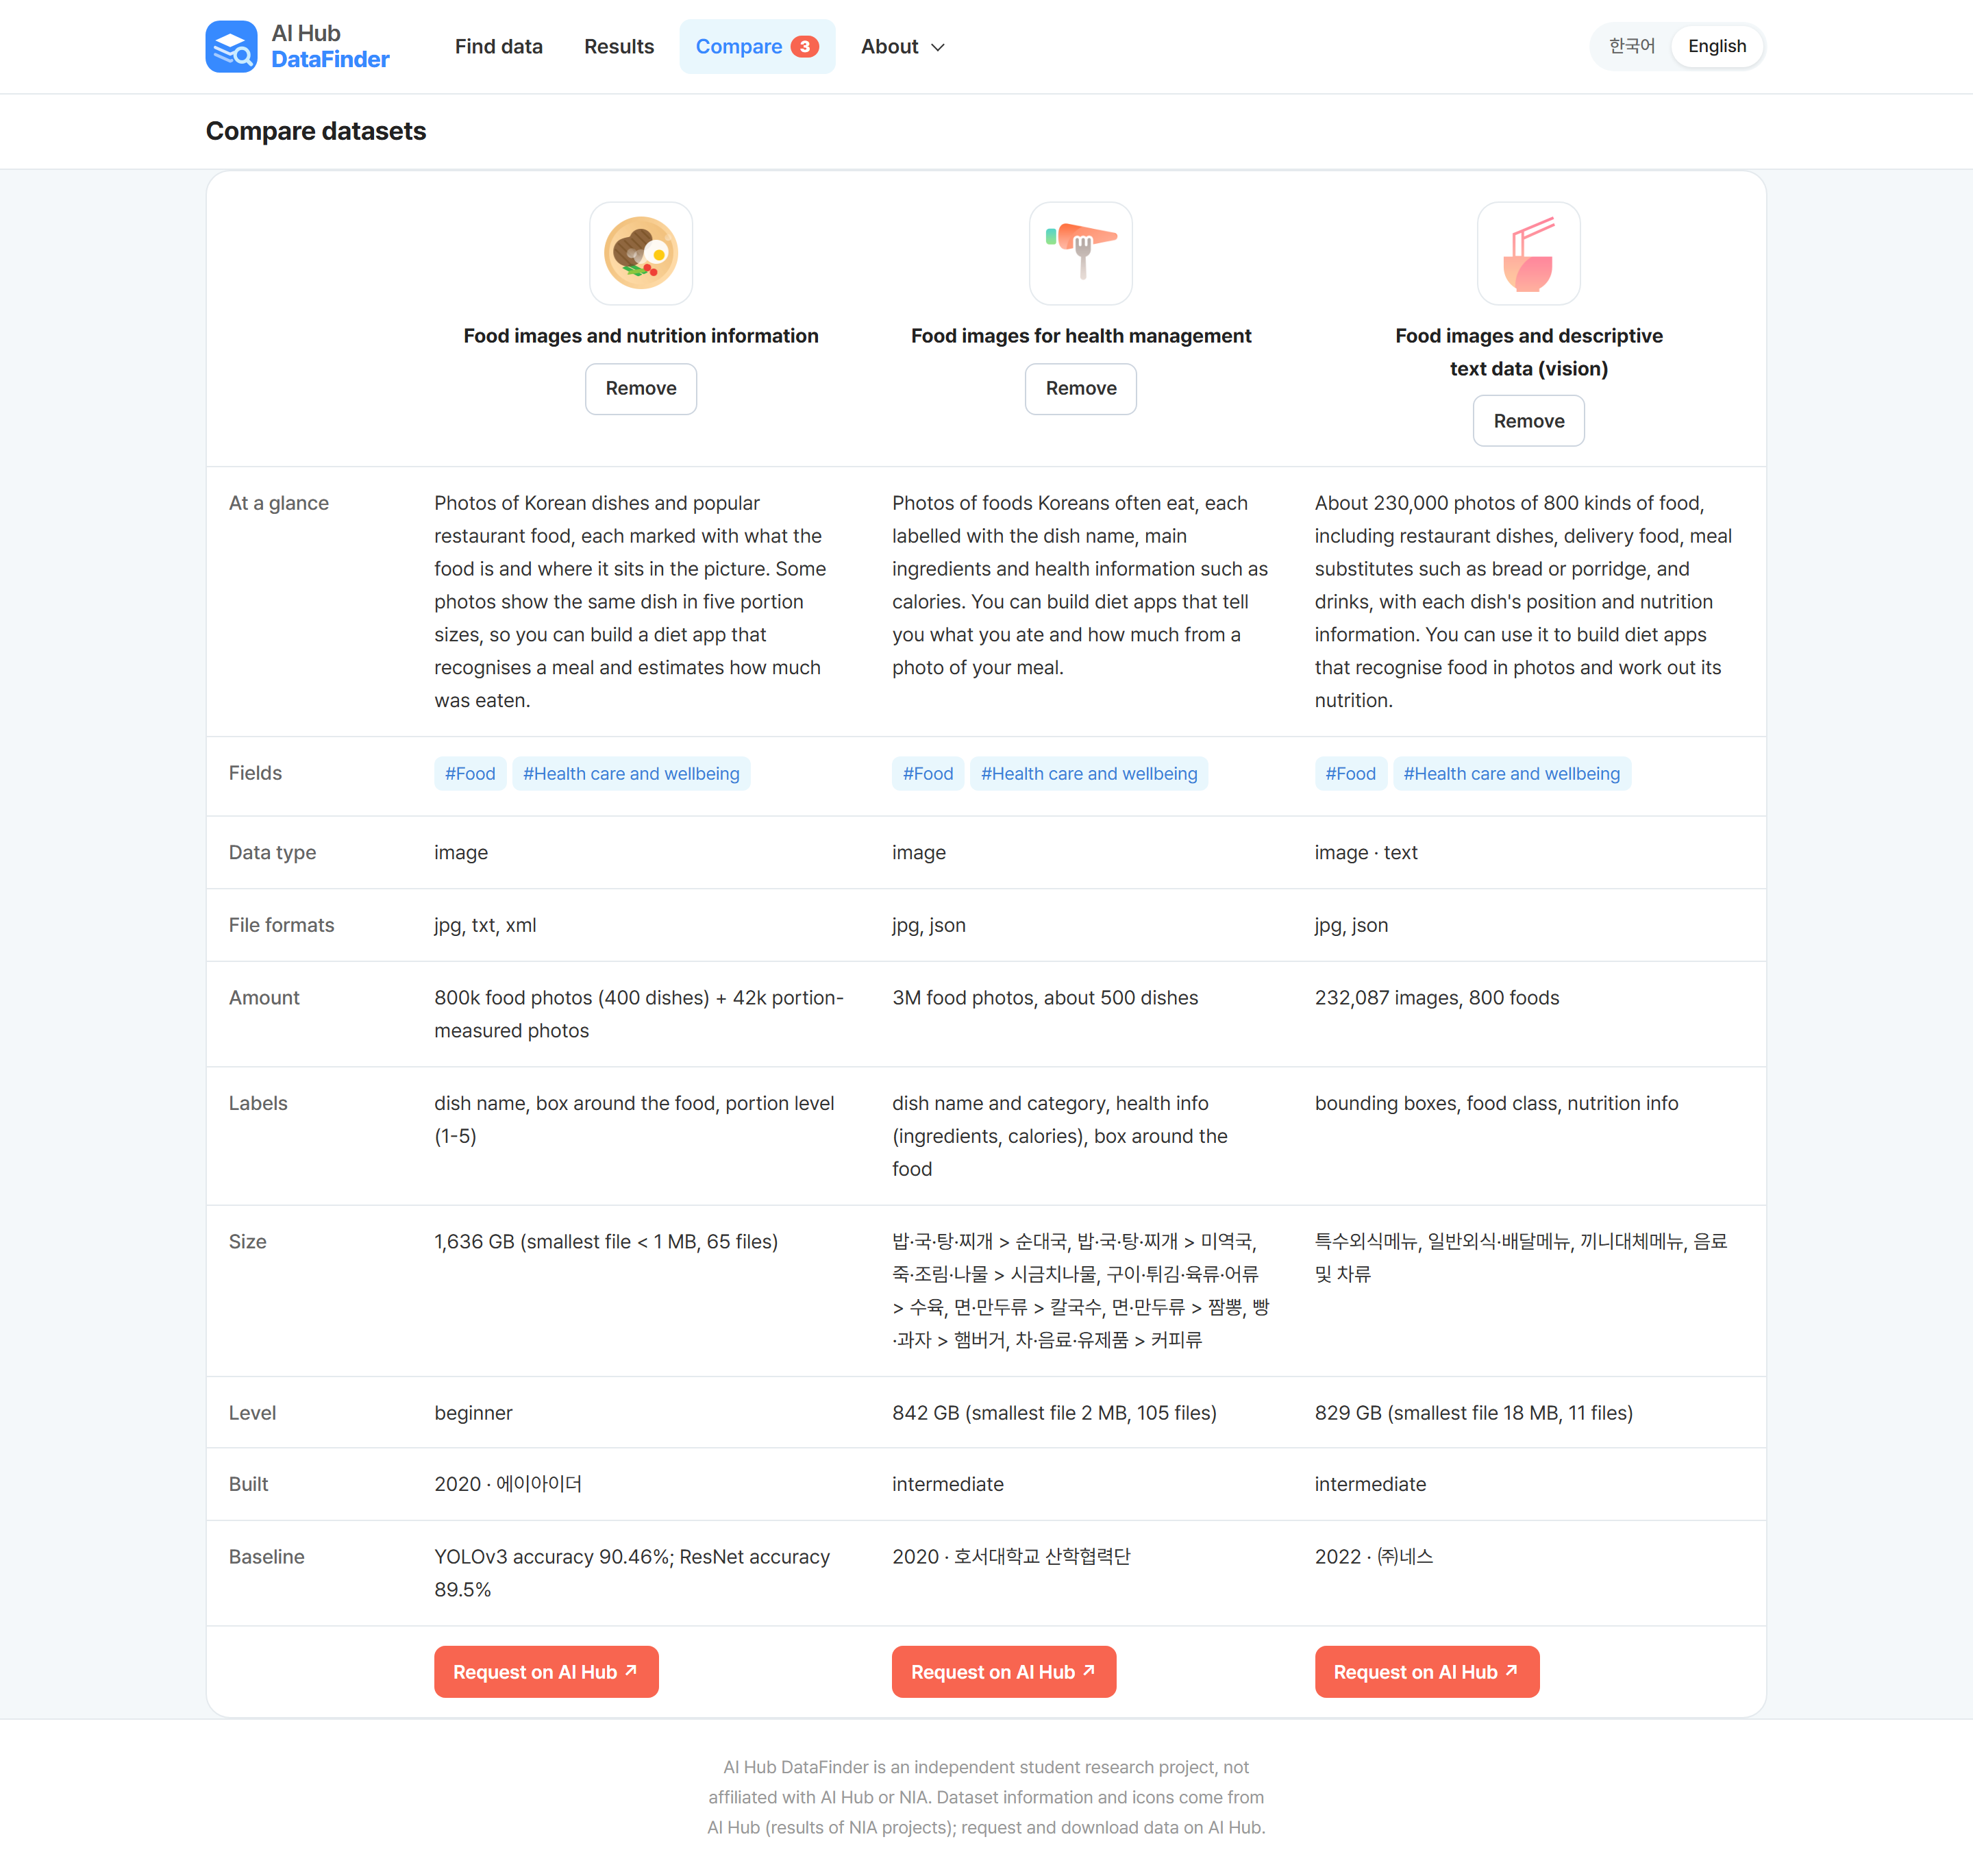 AI Hub
DataFinder
Find data
Results
Compare 3
About
한국어
English
Compare datasets
Food images and nutrition information
Remove
Food images for health management
Remove
Food images and descriptive
text data (vision)
Remove
At a glance
Photos of Korean dishes and popular
restaurant food, each marked with what the
food is and where it sits in the picture. Some
photos show the same dish in five portion
sizes, so you can build a diet app that
recognises a meal and estimates how much
was eaten.
Photos of foods Koreans often eat, each
labelled with the dish name, main
ingredients and health information such as
calories. You can build diet apps that tell
you what you ate and how much from a
photo of your meal.
About 230,000 photos of 800 kinds of food,
including restaurant dishes, delivery food, meal
substitutes such as bread or porridge, and
drinks, with each dish's position and nutrition
information. You can use it to build diet apps
that recognise food in photos and work out its
nutrition.
Fields
#Food #Health care and wellbeing
#Food #Health care and wellbeing
#Food #Health care and wellbeing
Data type
image
image
image · text
File formats
jpg, txt, xml
jpg, json
jpg, json
Amount
800k food photos (400 dishes) + 42k portion-
measured photos
3M food photos, about 500 dishes
232,087 images, 800 foods
Labels
dish name, box around the food, portion level
(1-5)
dish name and category, health info
(ingredients, calories), box around the
food
bounding boxes, food class, nutrition info
Size
1,636 GB (smallest file < 1 MB, 65 files)
밥·국·탕·찌개 > 순대국, 밥·국·탕·찌개 > 미역국,
죽·조림·나물 > 시금치나물, 구이·튀김·육류·어류
> 수육, 면·만두류 > 칼국수, 면·만두류 > 짬뽕, 빵
·과자 > 햄버거, 차·음료·유제품 > 커피류
특수외식메뉴, 일반외식·배달메뉴, 끼니대체메뉴, 음료
및 차류
Level
beginner
842 GB (smallest file 2 MB, 105 files)
829 GB (smallest file 18 MB, 11 files)
Built
2020 · 에이아이더
intermediate
intermediate
Baseline
YOLOv3 accuracy 90.46%; ResNet accuracy
89.5%
2020 · 호서대학교 산학협력단
2022 · ㈜네스
Request on AI Hub ↗
Request on AI Hub ↗
Request on AI Hub ↗
AI Hub DataFinder is an independent student research project, not
affiliated with AI Hub or NIA. Dataset information and icons come from
AI Hub (results of NIA projects); request and download data on AI Hub.